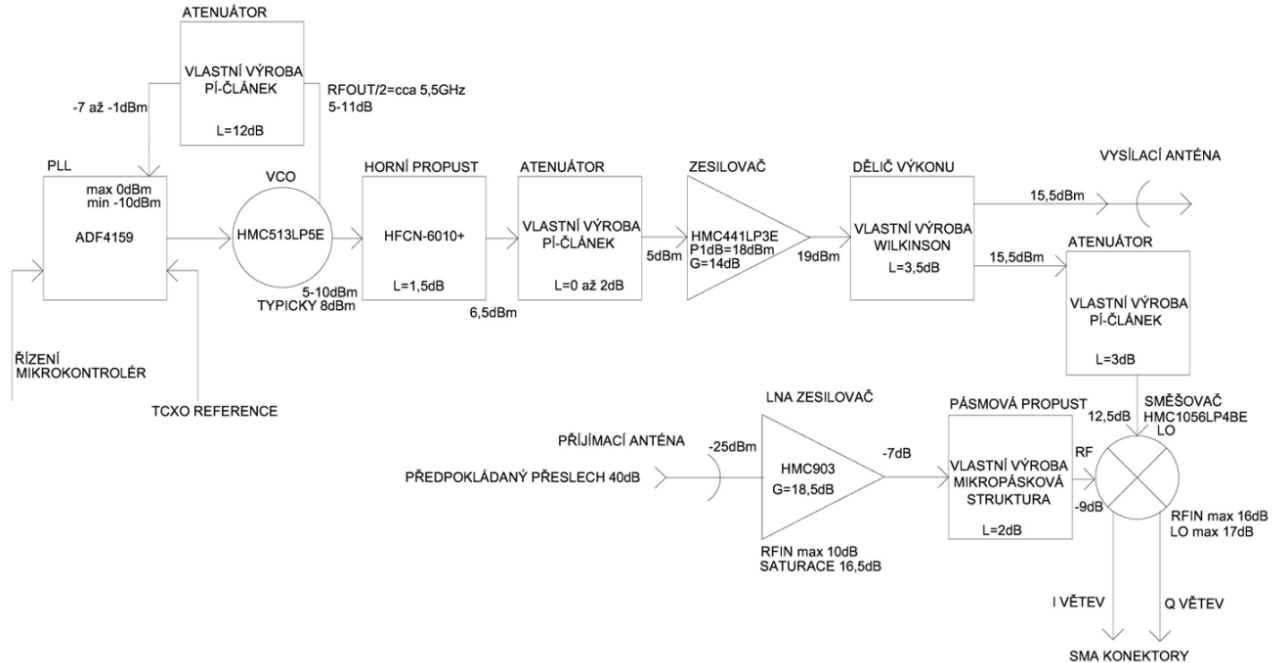 ATENUÁTOR
VLASTNÍ VÝROBA
PÍ-ČLÁNEK
L=12dB
-7 až -1dBm
RFOUT/2=cca 5,5GHz
5-11dB
PLL
max 0dBm
min -10dBm
ADF4159
ŘÍZENÍ
MIKROKONTROLÉR
TCXO REFERENCE
VCO
HMC513LP5E
5-10dBm
TYPICKY 8dBm
HORNÍ PROPUST
HFCN-6010+
L=1,5dB
6,5dBm
ATENUÁTOR
VLASTNÍ VÝROBA
PÍ-ČLÁNEK
L=0 až 2dB
5dBm
ZESILOVAČ
HMC441LP3E
P1dB=18dBm
G=14dB
19dBm
DĚLIČ VÝKONU
VLASTNÍ VÝROBA
WILKINSON
L=3,5dB
15,5dBm
VYSÍLACÍ ANTÉNA
15,5dBm
ATENUÁTOR
VLASTNÍ VÝROBA
PÍ-ČLÁNEK
L=3dB
12,5dB
SMĚŠOVAČ
HMC1056LP4BE
LO
PŘÍJÍMACÍ ANTÉNA
PŘEDPOKLÁDANÝ PŘESLECH 40dB
-25dBm
LNA ZESILOVAČ
HMC903
G=18,5dB
RFIN max 10dB
SATURACE 16,5dB
-7dB
PÁSMOVÁ PROPUST
VLASTNÍ VÝROBA
MIKROPÁSKOVÁ
STRUKTURA
L=2dB
RF
-9dB
RFIN max 16dB
LO max 17dB
I VĚTEV
Q VĚTEV
SMA KONEKTORY